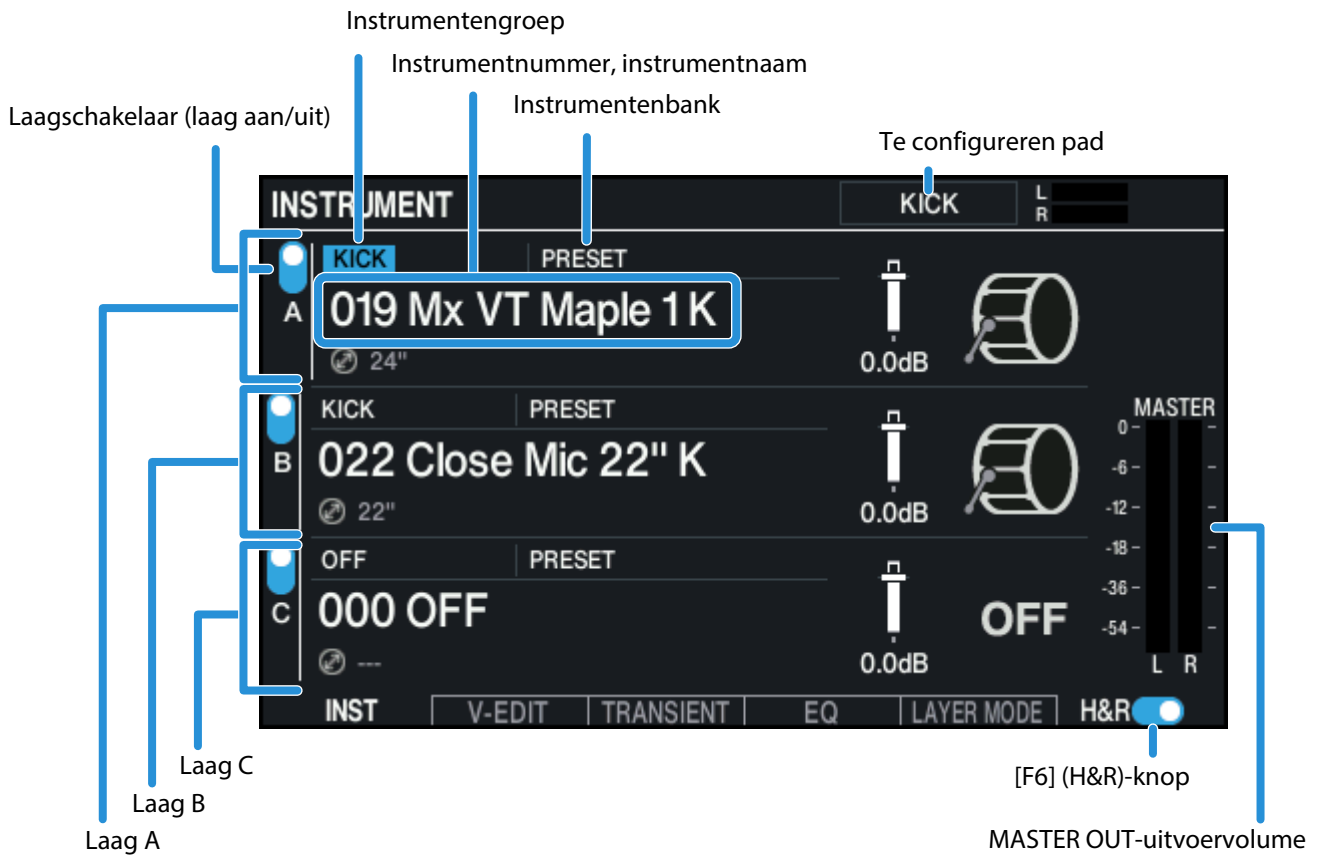 Instrumentengroep
Instrumentnummer, instrumentnaam
Instrumentenbank
Laagschakelaar (laag aan/uit)
Te configureren pad
INSTRUMENT
KICK
L
R
KICK
PRESET
A
019 Mx VT Maple 1 K
24"
0.0dB
KICK
PRESET
B
022 Close Mic 22" K
22"
0.0dB
OFF
PRESET
C
000 OFF
---
0.0dB
OFF
MASTER
0
-6
-12
-18
-36
-54
L R
INST
V-EDIT
TRANSIENT
EQ
LAYER MODE
H&R
Laag C
Laag B
Laag A
[F6] (H&R)-knop
MASTER OUT-uitvoervolume